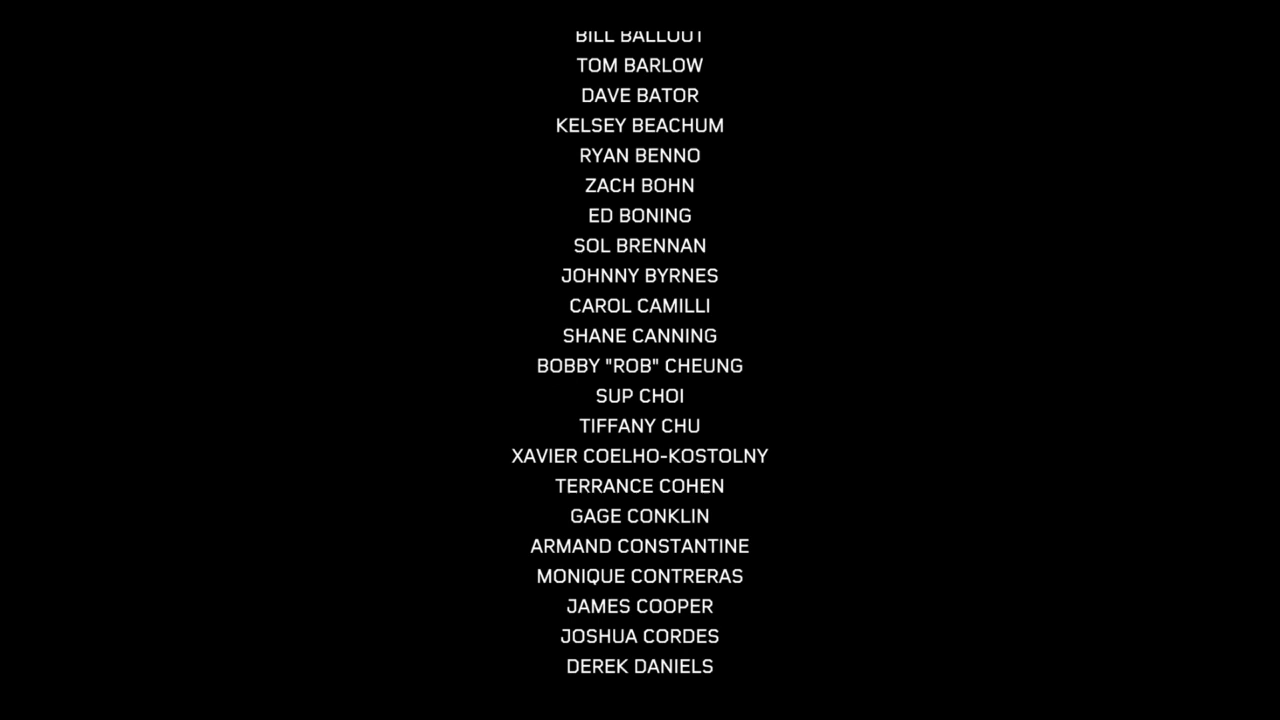 BILL BALLOUT
TOM BARLOW
DAVE BATOR
KELSEY BEACHUM
RYAN BENNO
ZACH BOHN
ED BONING
SOL BRENNAN
JOHNNY BYRNES
CAROL CAMILLI
SHANE CANNING
BOBBY "ROB" CHEUNG
SUP CHOI
TIFFANY CHU
XAVIER COELHO-KOSTOLNY
TERRANCE COHEN
GAGE CONKLIN
ARMAND CONSTANTINE
MONIQUE CONTRERAS
JAMES COOPER
JOSHUA CORDES
DEREK DANIELS